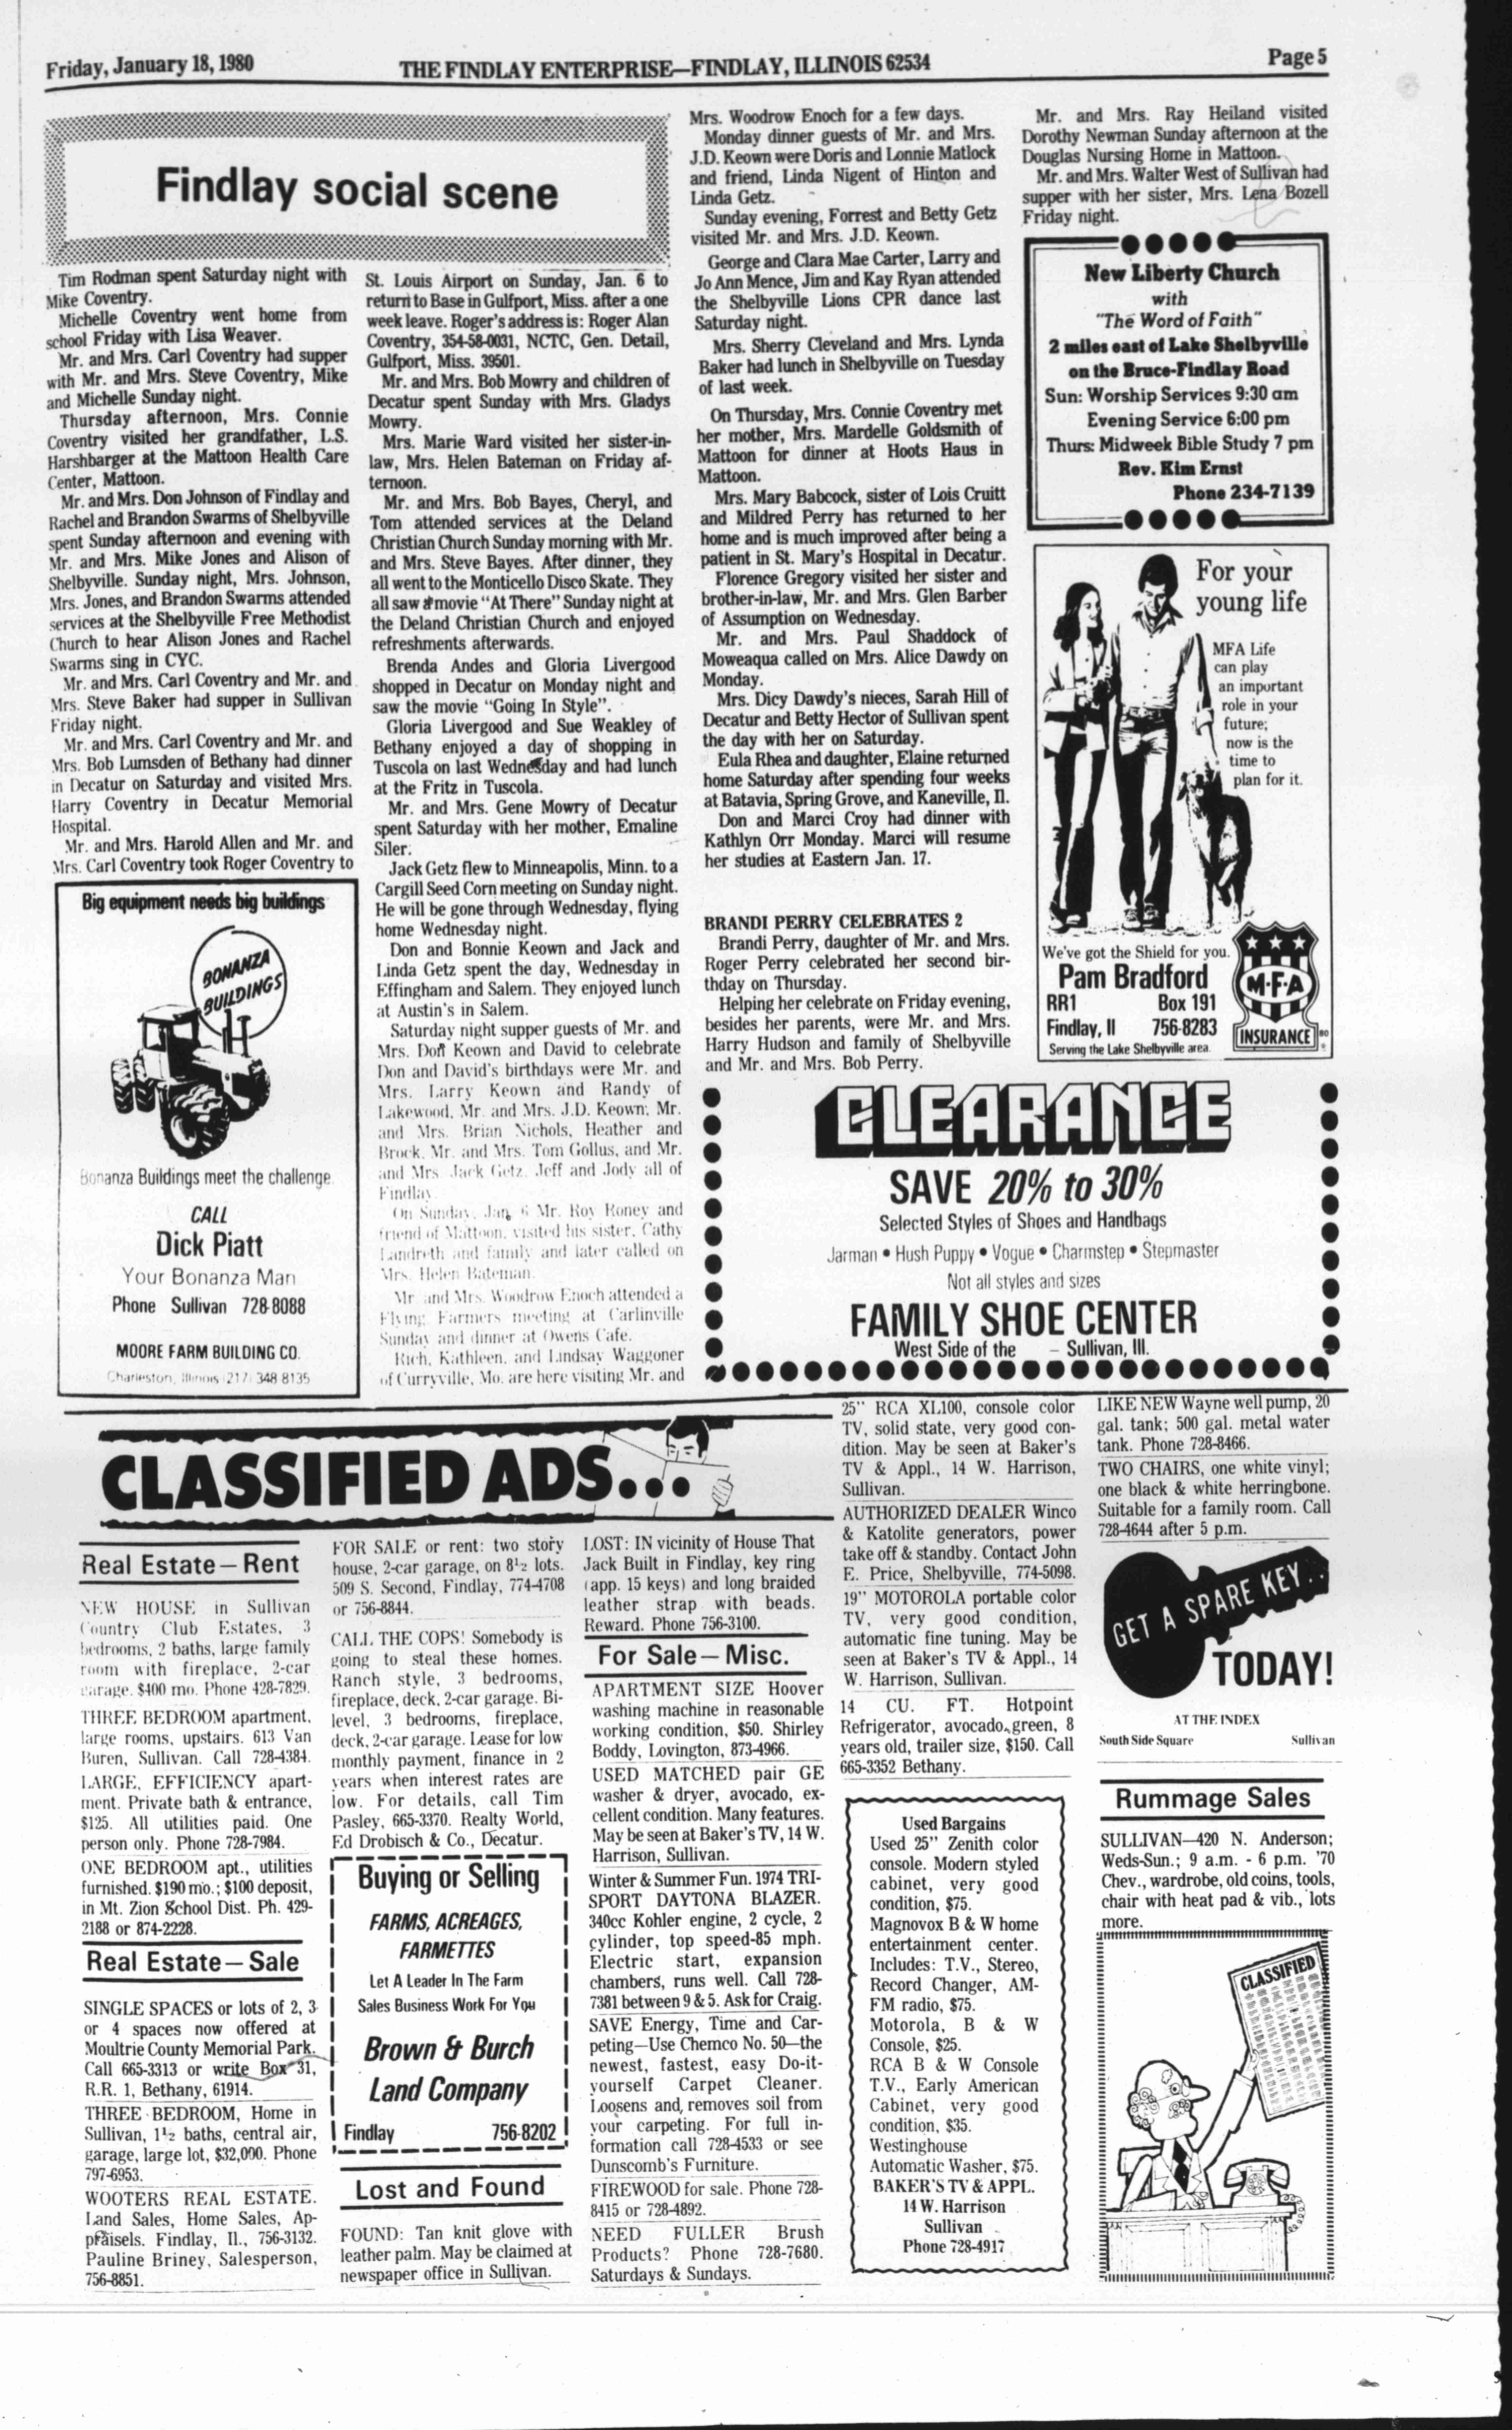 Friday, January 18, 1980
THE FINDLAY ENTERPRISE—FINDLAY, ILLINOIS 62534
Page 5
Findlay social scene
Tim Rodman spent Saturday night with
Mike Coventry.
Michelle Coventry went home from
school Friday with Lisa Weaver.
Mr. and Mrs. Carl Coventry had supper
with Mr. and Mrs. Steve Coventry, Mike
and Michelle Sunday night.
Thursday afternoon, Mrs. Connie
Coventry visited her grandfather, L.S.
Harshbarger at the Mattoon Health Care
Center, Mattoon.
Mr. and Mrs. Don Johnson of Findlay and
Rachel and Brandon Swarms of Shelbyville
spent Sunday afternoon and evening with
Mr. and Mrs. Mike Jones and Alison of
Shelbyville. Sunday night, Mrs. Johnson,
Mrs. Jones, and Brandon Swarms attended
services at the Shelbyville Free Methodist
Church to hear Alison Jones and Rachel
Swarms sing in CYC.
Mr. and Mrs. Carl Coventry and Mr. and
Mrs. Steve Baker had supper in Sullivan
Friday night.
Mr. and Mrs. Carl Coventry and Mr. and
Mrs. Bob Lumsden of Bethany had dinner
in Decatur on Saturday and visited Mrs.
Harry Coventry in Decatur Memorial
Hospital.
Mr. and Mrs. Harold Allen and Mr. and
Mrs. Carl Coventry took Roger Coventry to
Big equipment needs big buildings
BONANZA
BUILDINGS
Bonanza Buildings meet the challenge.
CALL
Dick Piatt
Your Bonanza Man
Phone Sullivan 728-8088
MOORE FARM BUILDING CO.
Charleston, Illinois (217) 348-8135
St. Louis Airport on Sunday, Jan. 6 to
return to Base in Gulfport, Miss. after a one
week leave. Roger's address is: Roger Alan
Coventry, 354-58-0031, NCTC, Gen. Detail,
Gulfport, Miss. 39501.
Mr. and Mrs. Bob Mowry and children of
Decatur spent Sunday with Mrs. Gladys
Mowry.
Mrs. Marie Ward visited her sister-in-
law, Mrs. Helen Bateman on Friday af-
ternoon.
Mr. and Mrs. Bob Bayes, Cheryl, and
Tom attended services at the Deland
Christian Church Sunday morning with Mr.
and Mrs. Steve Bayes. After dinner, they
all went to the Monticello Disco Skate. They
all saw a movie "At There" Sunday night at
the Deland Christian Church and enjoyed
refreshments afterwards.
Brenda Andes and Gloria Livergood
shopped in Decatur on Monday night and
saw the movie "Going In Style".
Gloria Livergood and Sue Weakley of
Bethany enjoyed a day of shopping in
Tuscola on last Wednesday and had lunch
at the Fritz in Tuscola.
Mr. and Mrs. Gene Mowry of Decatur
spent Saturday with her mother, Emaline
Siler.
Jack Getz flew to Minneapolis, Minn. to a
Cargill Seed Corn meeting on Sunday night.
He will be gone through Wednesday, flying
home Wednesday night.
Don and Bonnie Keown and Jack and
Linda Getz spent the day, Wednesday in
Effingham and Salem. They enjoyed lunch
at Austin's in Salem.
Saturday night supper guests of Mr. and
Mrs. Don Keown and David to celebrate
Don and David's birthdays were Mr. and
Mrs. Larry Keown and Randy of
Lakewood, Mr. and Mrs. J.D. Keown, Mr.
and Mrs. Brian Nichols, Heather and
Brock, Mr. and Mrs. Tom Gollus, and Mr.
and Mrs. Jack Getz, Jeff and Jody all of
Findlay.
On Sunday, Jan. 6 Mr. Roy Roney and
friend of Mattoon, visited his sister, Cathy
Landreth and family and later called on
Mrs. Helen Bateman.
Mr. and Mrs. Woodrow Enoch attended a
Flying Farmers meeting at Carlinville
Sunday and dinner at Owens Cafe.
Rich, Kathleen, and Lindsay Waggoner
of Curryville, Mo. are here visiting Mr. and
Mrs. Woodrow Enoch for a few days.
Monday dinner guests of Mr. and Mrs.
J.D. Keown were Doris and Lonnie Matlock
and friend, Linda Nigent of Hinton and
Linda Getz.
Sunday evening, Forrest and Betty Getz
visited Mr. and Mrs. J.D. Keown.
George and Clara Mae Carter, Larry and
Jo Ann Mence, Jim and Kay Ryan attended
the Shelbyville Lions CPR dance last
Saturday night.
Mrs. Sherry Cleveland and Mrs. Lynda
Baker had lunch in Shelbyville on Tuesday
of last week.
On Thursday, Mrs. Connie Coventry met
her mother, Mrs. Mardelle Goldsmith of
Mattoon for dinner at Hoots Haus in
Mattoon.
Mrs. Mary Babcock, sister of Lois Cruitt
and Mildred Perry has returned to her
home and is much improved after being a
patient in St. Mary's Hospital in Decatur.
Florence Gregory visited her sister and
brother-in-law, Mr. and Mrs. Glen Barber
of Assumption on Wednesday.
Mr. and Mrs. Paul Shaddock of
Moweaqua called on Mrs. Alice Dawdy on
Monday.
Mrs. Dicy Dawdy's nieces, Sarah Hill of
Decatur and Betty Hector of Sullivan spent
the day with her on Saturday.
Eula Rhea and daughter, Elaine returned
home Saturday after spending four weeks
at Batavia, Spring Grove, and Kaneville, Il.
Don and Marci Croy had dinner with
Kathlyn Orr Monday. Marci will resume
her studies at Eastern Jan. 17.
BRANDI PERRY CELEBRATES 2
Brandi Perry, daughter of Mr. and Mrs.
Roger Perry celebrated her second bir-
thday on Thursday.
Helping her celebrate on Friday evening,
besides her parents, were Mr. and Mrs.
Harry Hudson and family of Shelbyville
and Mr. and Mrs. Bob Perry.
Mr. and Mrs. Ray Heiland visited
Dorothy Newman Sunday afternoon at the
Douglas Nursing Home in Mattoon.
Mr. and Mrs. Walter West of Sullivan had
supper with her sister, Mrs. Lena Bozell
Friday night.
New Liberty Church
with
"The Word of Faith"
2 miles east of Lake Shelbyville
on the Bruce-Findlay Road
Sun: Worship Services 9:30 am
Evening Service 6:00 pm
Thurs: Midweek Bible Study 7 pm
Rev. Kim Ernst
Phone 234-7139
For your
young life
MFA Life
can play
an important
role in your
future;
now is the
time to
plan for it.
We've got the Shield for you.
Pam Bradford
RR1 Box 191
Findlay, Il 756-8283
Serving the Lake Shelbyville area.
M·F·A
INSURANCE
CLEARANCE
SAVE 20% to 30%
Selected Styles of Shoes and Handbags
Jarman • Hush Puppy • Vogue • Charmstep • Stepmaster
Not all styles and sizes
FAMILY SHOE CENTER
West Side of the – Sullivan, Ill.
CLASSIFIED ADS...
Real Estate—Rent
NEW HOUSE in Sullivan
Country Club Estates, 3
bedrooms, 2 baths, large family
room with fireplace, 2-car
garage. $400 mo. Phone 428-7829.
THREE BEDROOM apartment,
large rooms, upstairs. 613 Van
Buren, Sullivan. Call 728-4384.
LARGE, EFFICIENCY apart-
ment. Private bath & entrance,
$125. All utilities paid. One
person only. Phone 728-7984.
ONE BEDROOM apt., utilities
furnished. $190 mo.; $100 deposit,
in Mt. Zion School Dist. Ph. 429-
2188 or 874-2228.
Real Estate—Sale
SINGLE SPACES or lots of 2, 3
or 4 spaces now offered at
Moultrie County Memorial Park.
Call 665-3313 or write Box 31,
R.R. 1, Bethany, 61914.
THREE BEDROOM, Home in
Sullivan, 1½ baths, central air,
garage, large lot, $32,000. Phone
797-6953.
WOOTERS REAL ESTATE.
Land Sales, Home Sales, Ap-
praisels. Findlay, Il., 756-3132.
Pauline Briney, Salesperson,
756-8851.
FOR SALE or rent: two story
house, 2-car garage, on 8½ lots.
509 S. Second, Findlay, 774-4708
or 756-8844.
CALL THE COPS! Somebody is
going to steal these homes.
Ranch style, 3 bedrooms,
fireplace, deck, 2-car garage. Bi-
level, 3 bedrooms, fireplace,
deck, 2-car garage. Lease for low
monthly payment, finance in 2
years when interest rates are
low. For details, call Tim
Pasley, 665-3370. Realty World,
Ed Drobisch & Co., Decatur.
Buying or Selling
FARMS, ACREAGES,
FARMETTES
Let A Leader In The Farm
Sales Business Work For You
Brown & Burch
Land Company
Findlay 756-8202
Lost and Found
FOUND: Tan knit glove with
leather palm. May be claimed at
newspaper office in Sullivan.
LOST: IN vicinity of House That
Jack Built in Findlay, key ring
(app. 15 keys) and long braided
leather strap with beads.
Reward. Phone 756-3100.
For Sale—Misc.
APARTMENT SIZE Hoover
washing machine in reasonable
working condition, $50. Shirley
Boddy, Lovington, 873-4966.
USED MATCHED pair GE
washer & dryer, avocado, ex-
cellent condition. Many features.
May be seen at Baker's TV, 14 W.
Harrison, Sullivan.
Winter & Summer Fun. 1974 TRI-
SPORT DAYTONA BLAZER.
340cc Kohler engine, 2 cycle, 2
cylinder, top speed-85 mph.
Electric start, expansion
chambers, runs well. Call 728-
7381 between 9 & 5. Ask for Craig.
SAVE Energy, Time and Car-
peting—Use Chemco No. 50—the
newest, fastest, easy Do-it-
yourself Carpet Cleaner.
Loosens and removes soil from
your carpeting. For full in-
formation call 728-4533 or see
Dunscomb's Furniture.
FIREWOOD for sale. Phone 728-
8415 or 728-4892.
NEED FULLER Brush
Products? Phone 728-7680.
Saturdays & Sundays.
25" RCA XL100, console color
TV, solid state, very good con-
dition. May be seen at Baker's
TV & Appl., 14 W. Harrison,
Sullivan.
AUTHORIZED DEALER Winco
& Katolite generators, power
take off & standby. Contact John
E. Price, Shelbyville, 774-5098.
19" MOTOROLA portable color
TV, very good condition,
automatic fine tuning. May be
seen at Baker's TV & Appl., 14
W. Harrison, Sullivan.
14 CU. FT. Hotpoint
Refrigerator, avocado green, 8
years old, trailer size, $150. Call
665-3352 Bethany.
Used Bargains
Used 25" Zenith color
console. Modern styled
cabinet, very good
condition, $75.
Magnovox B & W home
entertainment center.
Includes: T.V., Stereo,
Record Changer, AM-
FM radio, $75.
Motorola, B & W
Console, $25.
RCA B & W Console
T.V., Early American
Cabinet, very good
condition, $35.
Westinghouse
Automatic Washer, $75.
BAKER'S TV & APPL.
14 W. Harrison
Sullivan
Phone 728-4917
LIKE NEW Wayne well pump, 20
gal. tank; 500 gal. metal water
tank. Phone 728-8466.
TWO CHAIRS, one white vinyl;
one black & white herringbone.
Suitable for a family room. Call
728-4644 after 5 p.m.
GET A SPARE KEY..
TODAY!
AT THE INDEX
South Side Square Sullivan
Rummage Sales
SULLIVAN—420 N. Anderson;
Weds-Sun.; 9 a.m. - 6 p.m. '70
Chev., wardrobe, old coins, tools,
chair with heat pad & vib., lots
more.
CLASSIFIED